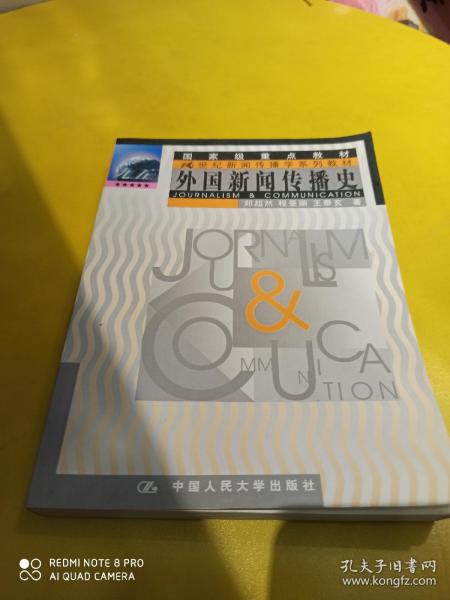 国家级重点教材
21世纪新闻传播学系列教材
外国新闻传播史
JOURNALISM & COMMUNICATION
郑超然 程曼丽 王泰玄 著
JOURNALISM
&
COMMUNICATION
中国人民大学出版社
REDMI NOTE 8 PRO
AI QUAD CAMERA
孔夫子旧书网
www.kongfz.com